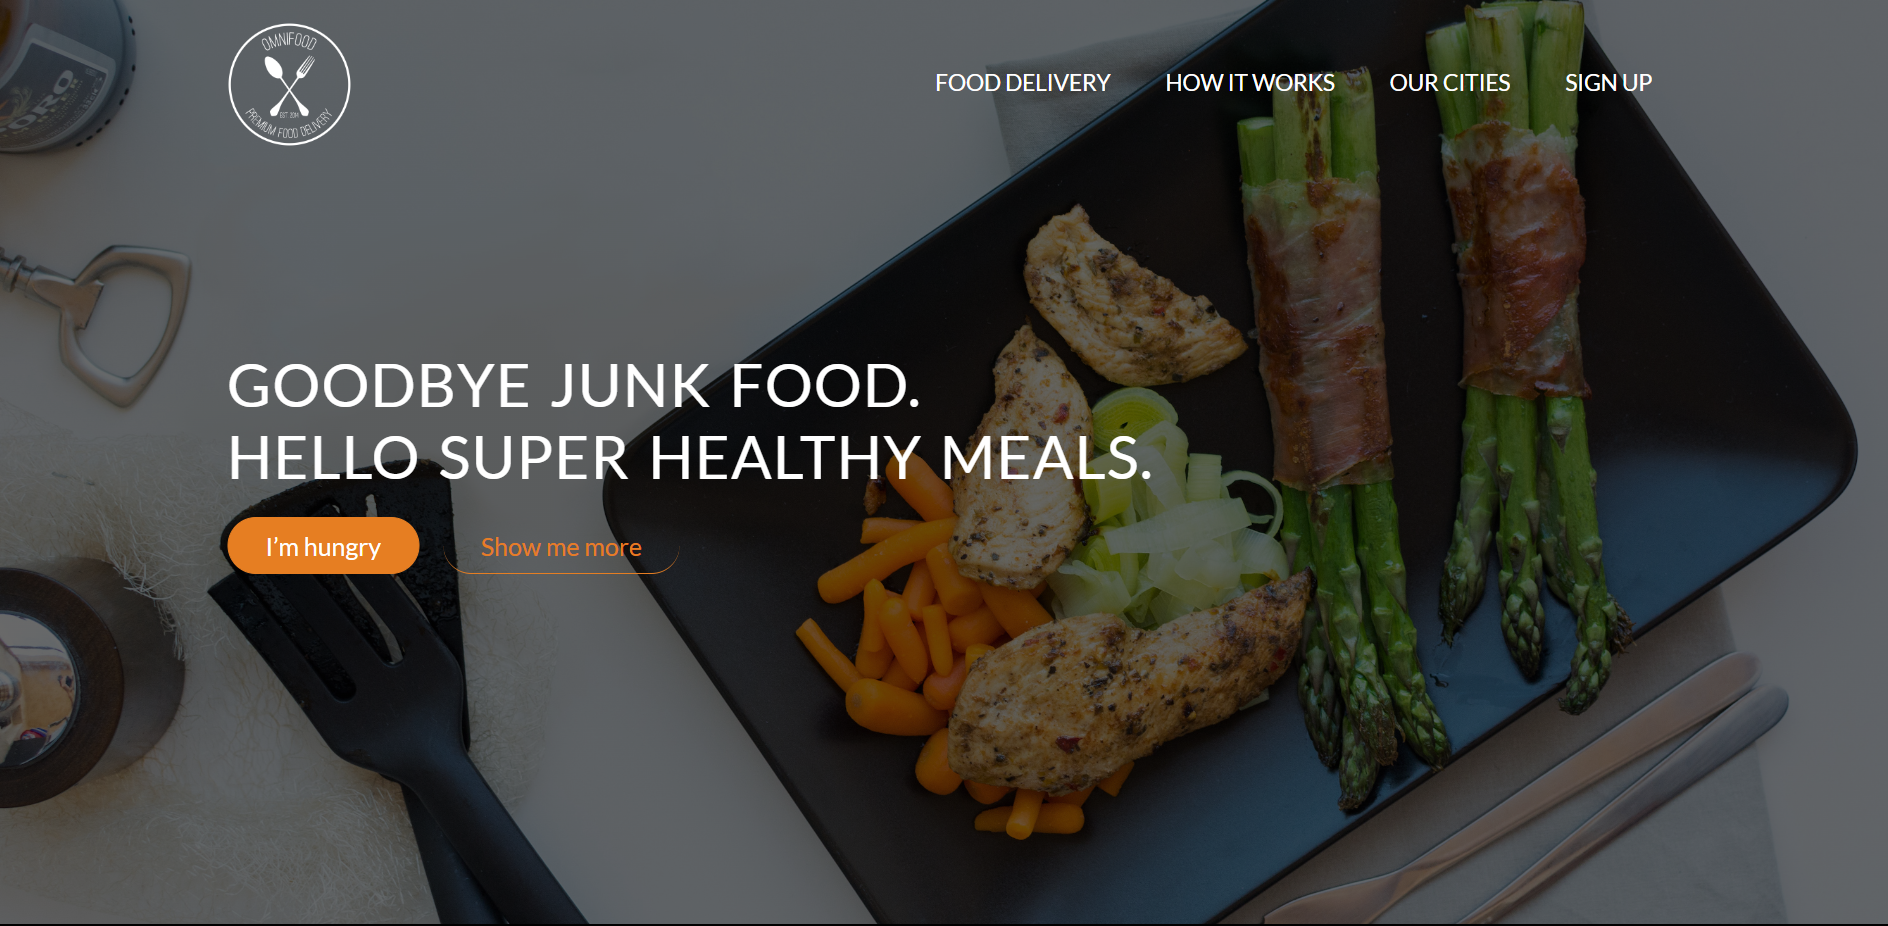 OMNIFOOD
EST 2014
PREMIUM FOOD DELIVERY
FOOD DELIVERY
HOW IT WORKS
OUR CITIES
SIGN UP
GOODBYE JUNK FOOD.
HELLO SUPER HEALTHY MEALS.
I’m hungry
Show me more